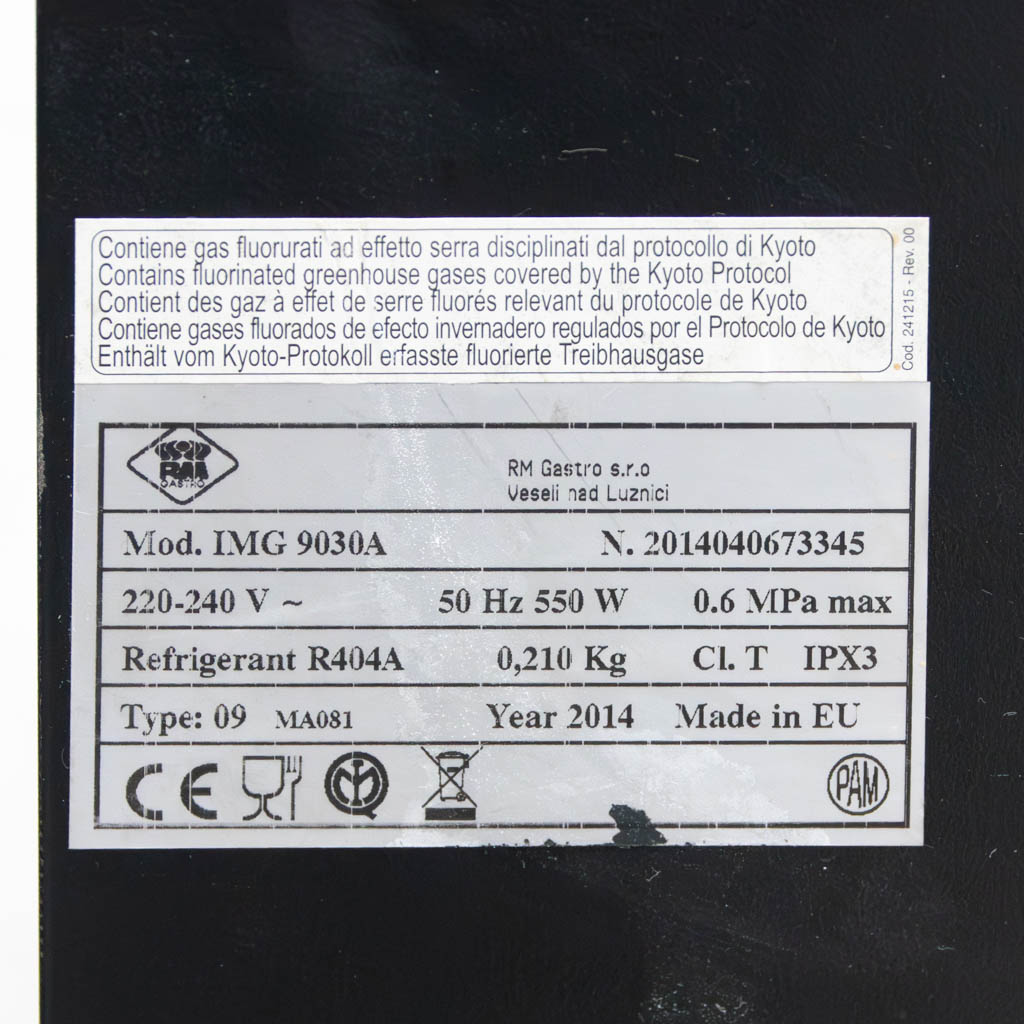 Contiene gas fluorurati ad effetto serra disciplinati dal protocollo di Kyoto
Contains fluorinated greenhouse gases covered by the Kyoto Protocol
Contient des gaz à effet de serre fluorés relevant du protocole de Kyoto
Contiene gases fluorados de efecto invernadero regulados por el Protocolo de Kyoto
Enthält vom Kyoto-Protokoll erfasste fluorierte Treibhausgase
Cod. 241215 - Rev. 00
RM
GASTRO
RM Gastro s.r.o
Veseli nad Luznici
Mod. IMG 9030A N. 2014040673345
220-240 V ~ 50 Hz 550 W 0.6 MPa max
Refrigerant R404A 0,210 Kg Cl. T IPX3
Type: 09 MA081 Year 2014 Made in EU
CE PAM